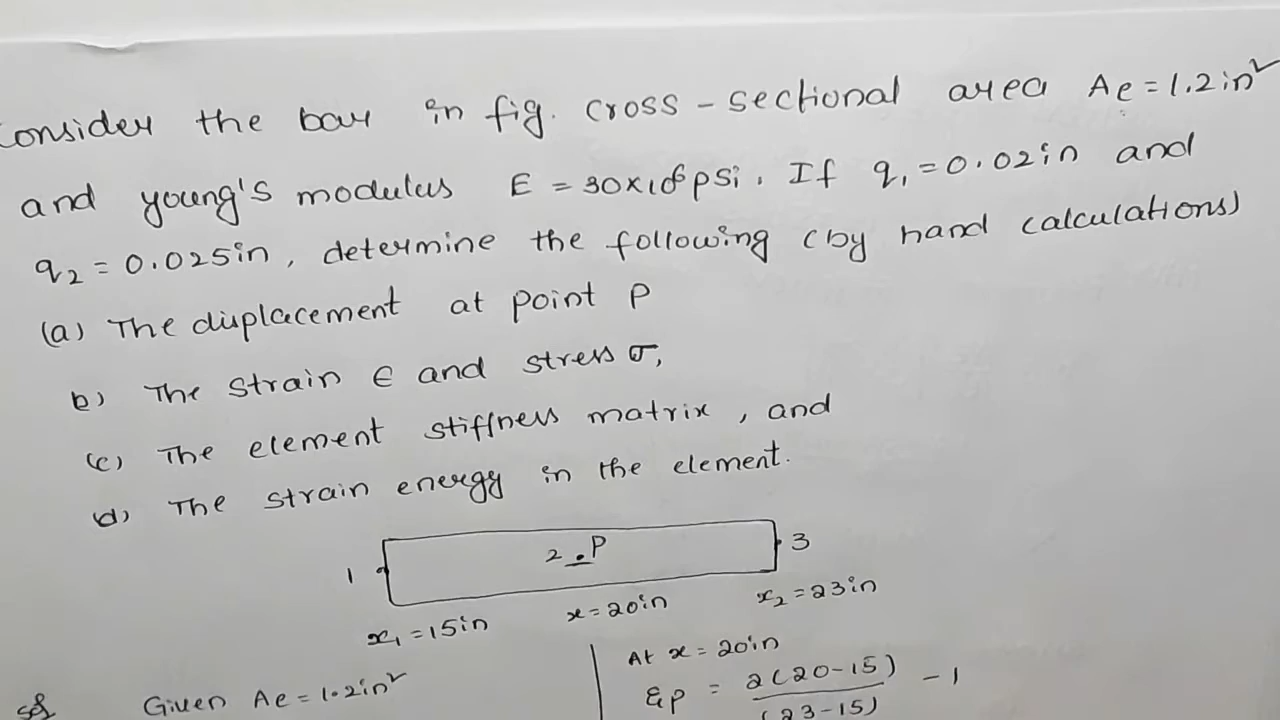 Consider the bar in fig. cross-sectional area Ae = 1.2in²
and young's modulus E = 30x10⁶psi. If q₁ = 0.02in and
q₂ = 0.025in, determine the following (by hand calculations)
(a) The displacement at point P
b) The strain ε and stress σ,
(c) The element stiffness matrix, and
d) The strain energy in the element.
1 2 . P 3
x₁ = 15in x = 20in x₂ = 23in
At x = 20in
Sol Given Ae = 1.2in² ξp = 2(20-15) / (23-15) - 1